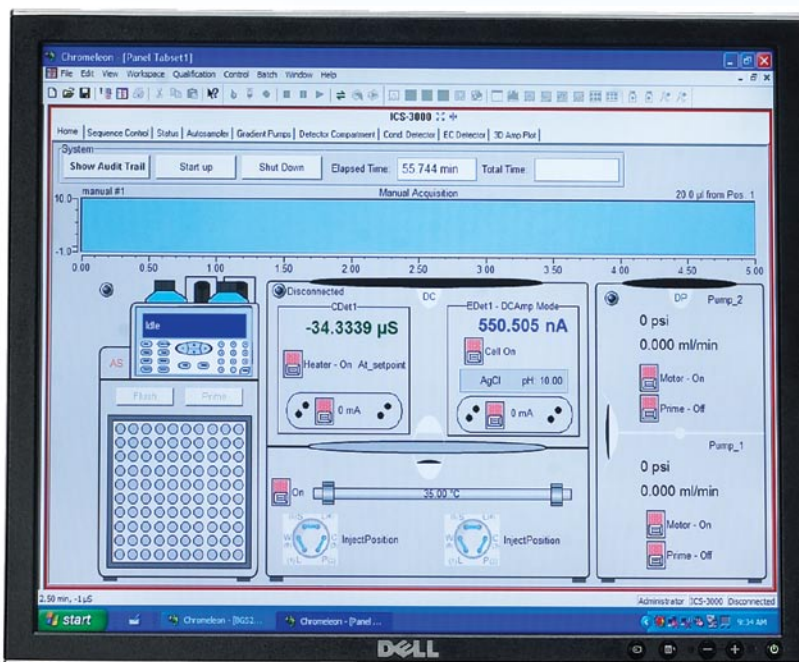 Chromeleon - [Panel Tabset1]
File Edit View Workspace Qualification Control Batch Window Help
ICS-3000
Home Sequence Control Status Autosampler Gradient Pumps Detector Compartment Cond. Detector EC Detector 3D Amp Plot
System
Show Audit Trail Start up Shut Down Elapsed Time: 55.744 min Total Time:
manual #1 Manual Acquisition 20.0 µl from Pos. 1
10.0
-1.0
0.00 0.50 1.00 1.50 2.00 2.50 3.00 3.50 4.00 4.50 5.00
Idle
AS
Flush Prime
Disconnected
DC
CDet1
-34.3339 µS
Heater - On At_setpoint
0 mA
EDet1 - DCAmp Mode
550.505 nA
Cell On
AgCl pH: 10.00
0 mA
On 35.00 °C
InjectPosition InjectPosition
DP Pump_2
0 psi
0.000 ml/min
Motor - On
Prime - Off
Pump_1
0 psi
0.000 ml/min
Motor - On
Prime - Off
2.50 min, -1 µS
Administrator ICS-3000 Disconnected
start Chromeleon - [BGS2... Chromeleon - [Panel ... 9:34 AM
DELL